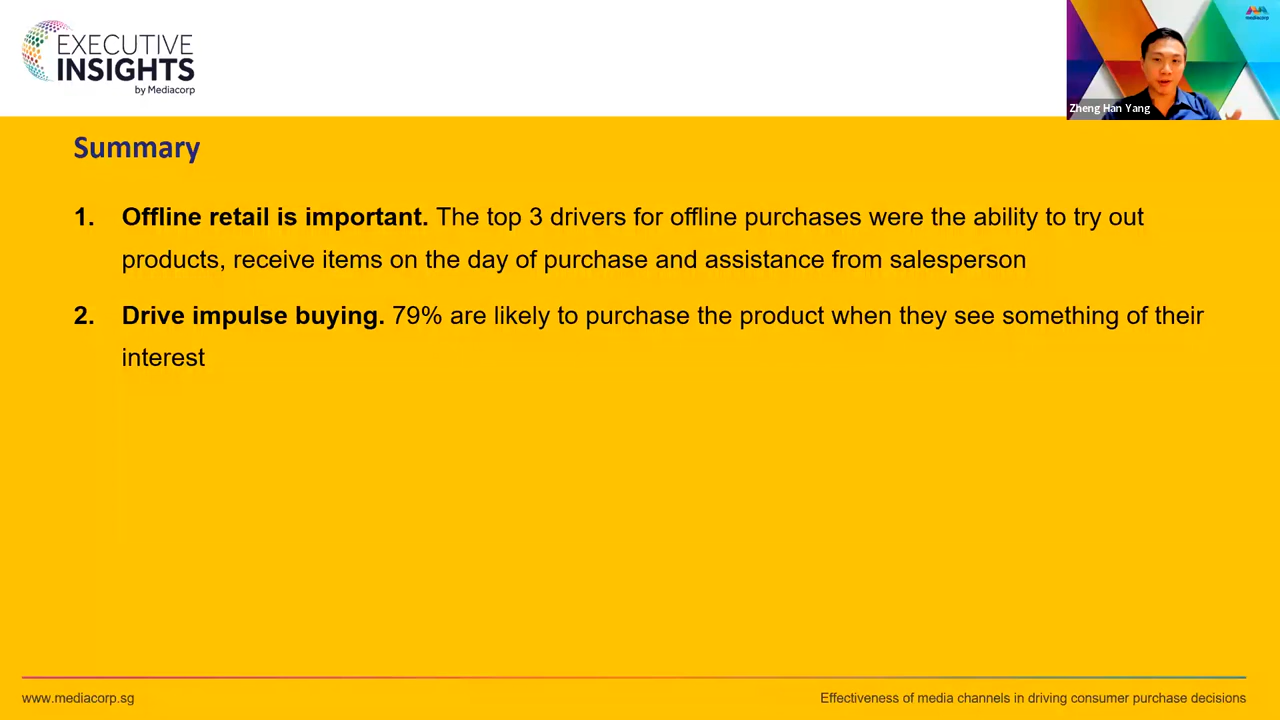 EXECUTIVE
INSIGHTS
by Mediacorp
mediacorp
Zheng Han Yang
Summary
1. Offline retail is important. The top 3 drivers for offline purchases were the ability to try out
products, receive items on the day of purchase and assistance from salesperson
2. Drive impulse buying. 79% are likely to purchase the product when they see something of their
interest
www.mediacorp.sg
Effectiveness of media channels in driving consumer purchase decisions